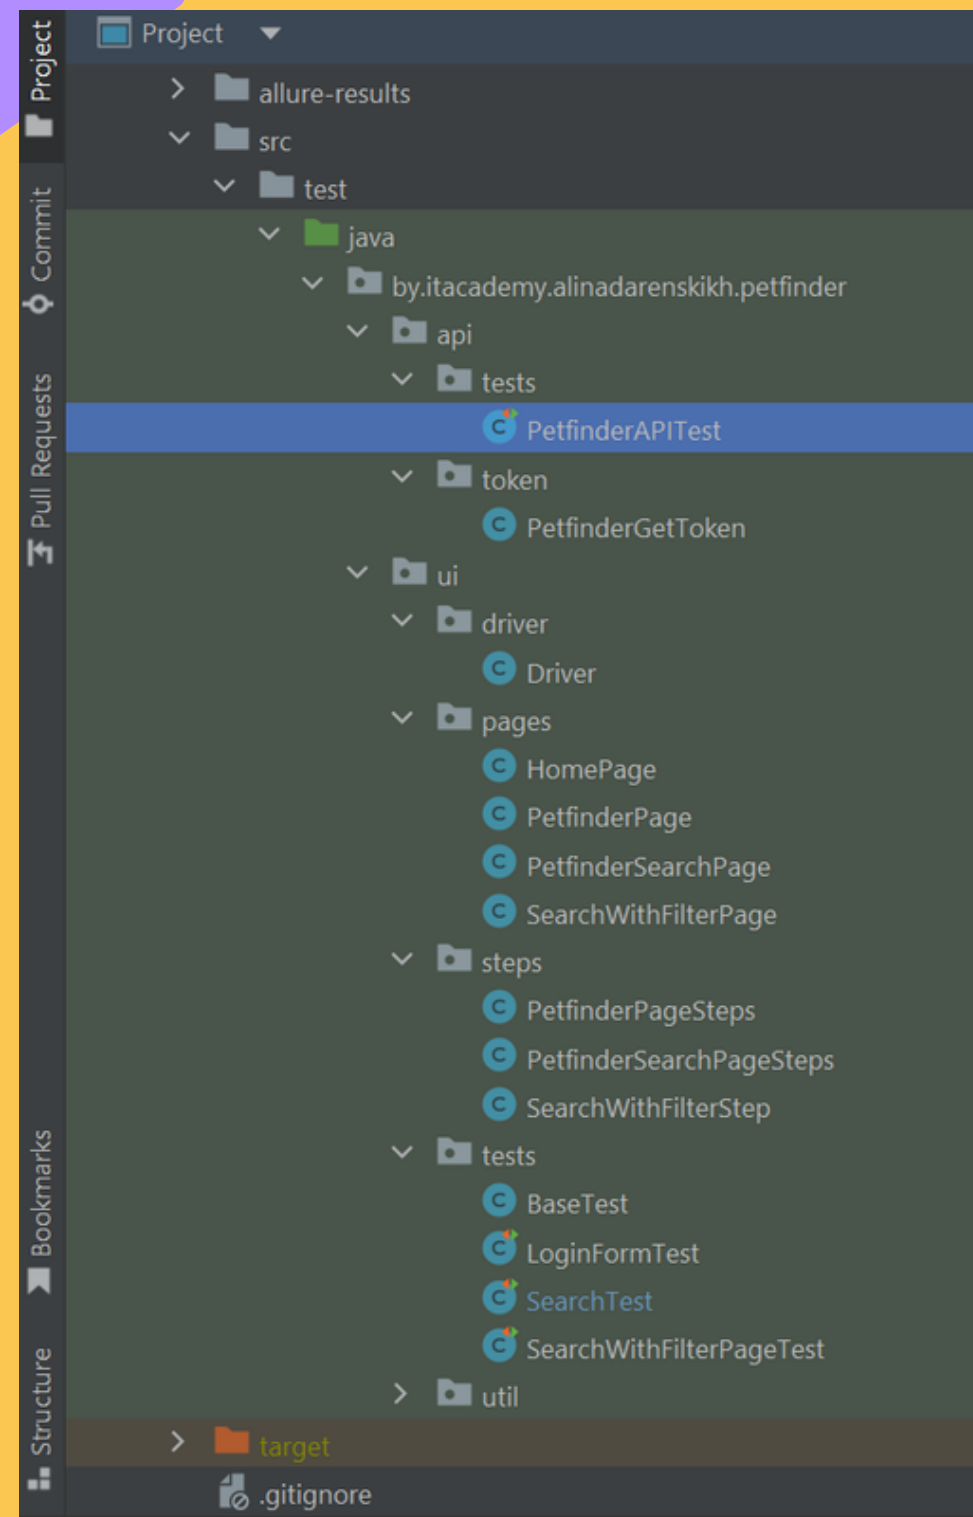 Project
allure-results
src
test
java
by.itacademy.alinadarenskikh.petfinder
api
tests
PetfinderAPITest
token
PetfinderGetToken
ui
driver
Driver
pages
HomePage
PetfinderPage
PetfinderSearchPage
SearchWithFilterPage
steps
PetfinderPageSteps
PetfinderSearchPageSteps
SearchWithFilterStep
tests
BaseTest
LoginFormTest
SearchTest
SearchWithFilterPageTest
util
target
.gitignore
Project
Commit
Pull Requests
Bookmarks
Structure